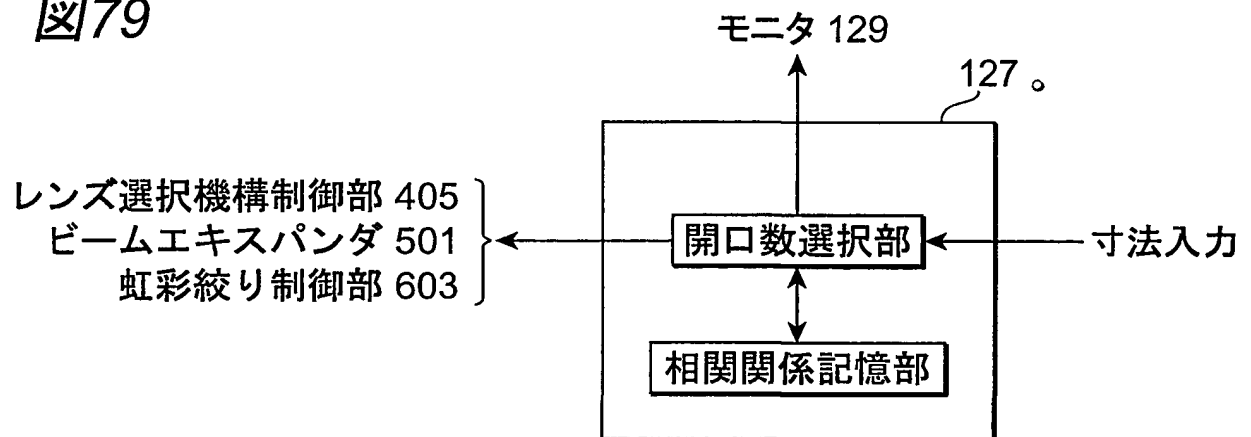 図79
モニタ 129
127 。
レンズ選択機構制御部 405
ビームエキスパンダ 501
虹彩絞り制御部 603
開口数選択部
寸法入力
相関関係記憶部